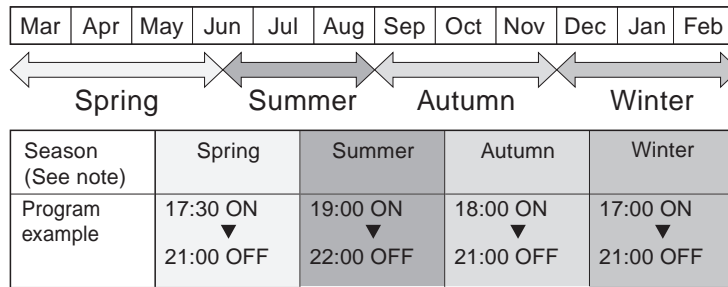 Mar Apr May Jun Jul Aug Sep Oct Nov Dec Jan Feb
Spring Summer Autumn Winter
Season Spring Summer Autumn Winter
(See note)
Program 17:30 ON 19:00 ON 18:00 ON 17:00 ON
example
21:00 OFF 22:00 OFF 21:00 OFF 21:00 OFF